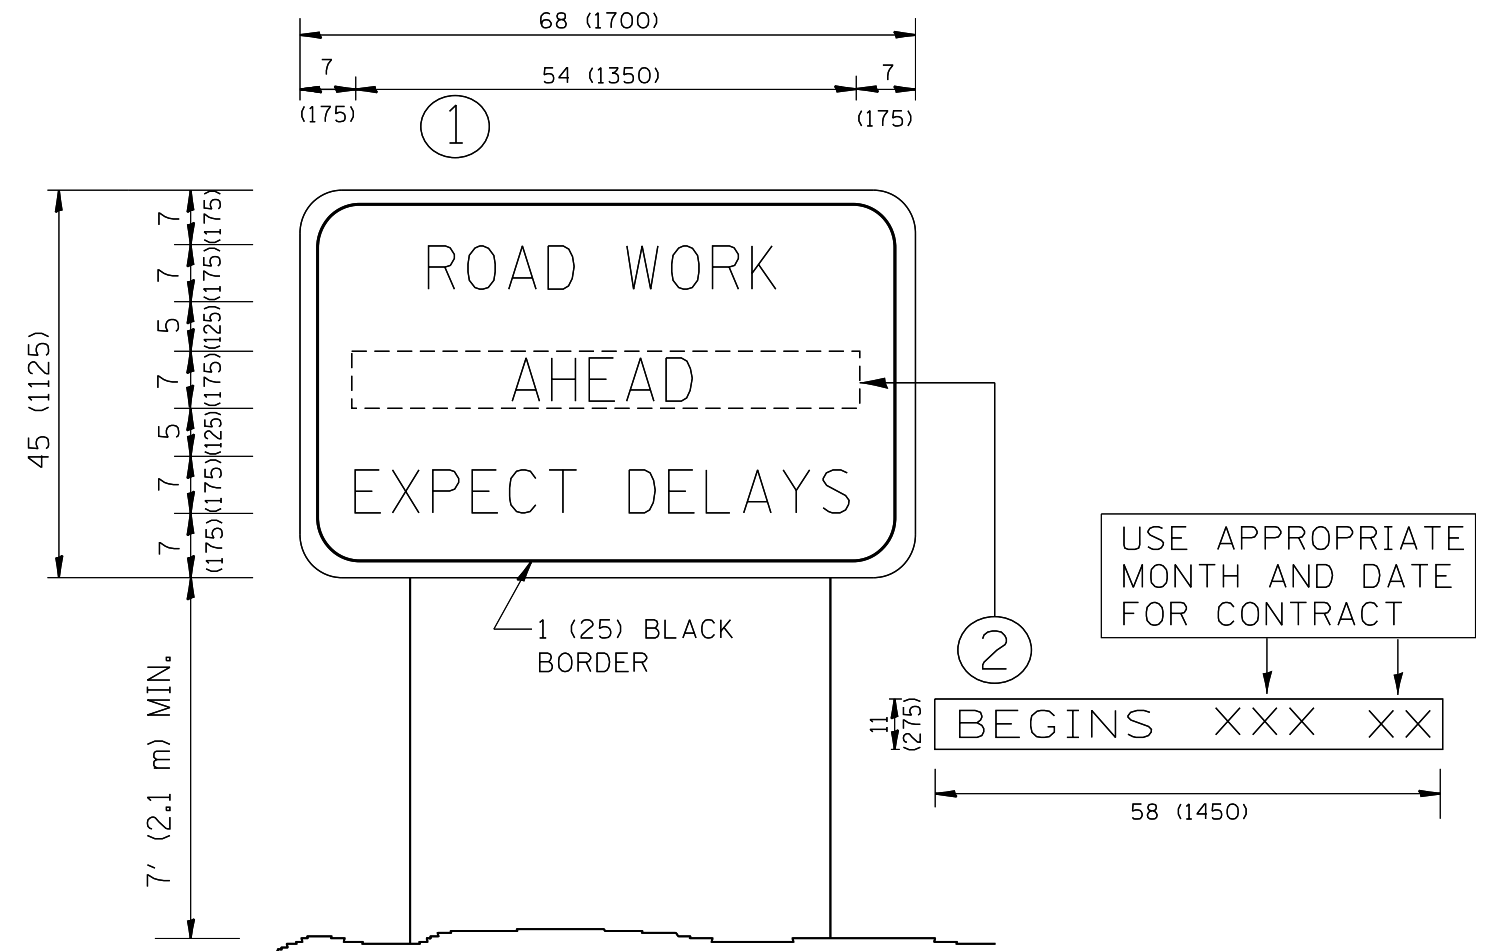 68 (1700)
7
54 (1350)
7
(175)
(175)
1
7
(175)
7
(175)
5
(125)
7
(175)
5
(125)
7
(175)
7
(175)
45 (1125)
ROAD WORK
AHEAD
EXPECT DELAYS
1 (25) BLACK
BORDER
7' (2.1 m) MIN.
2
USE APPROPRIATE
MONTH AND DATE
FOR CONTRACT
11
(275)
BEGINS XXX XX
58 (1450)